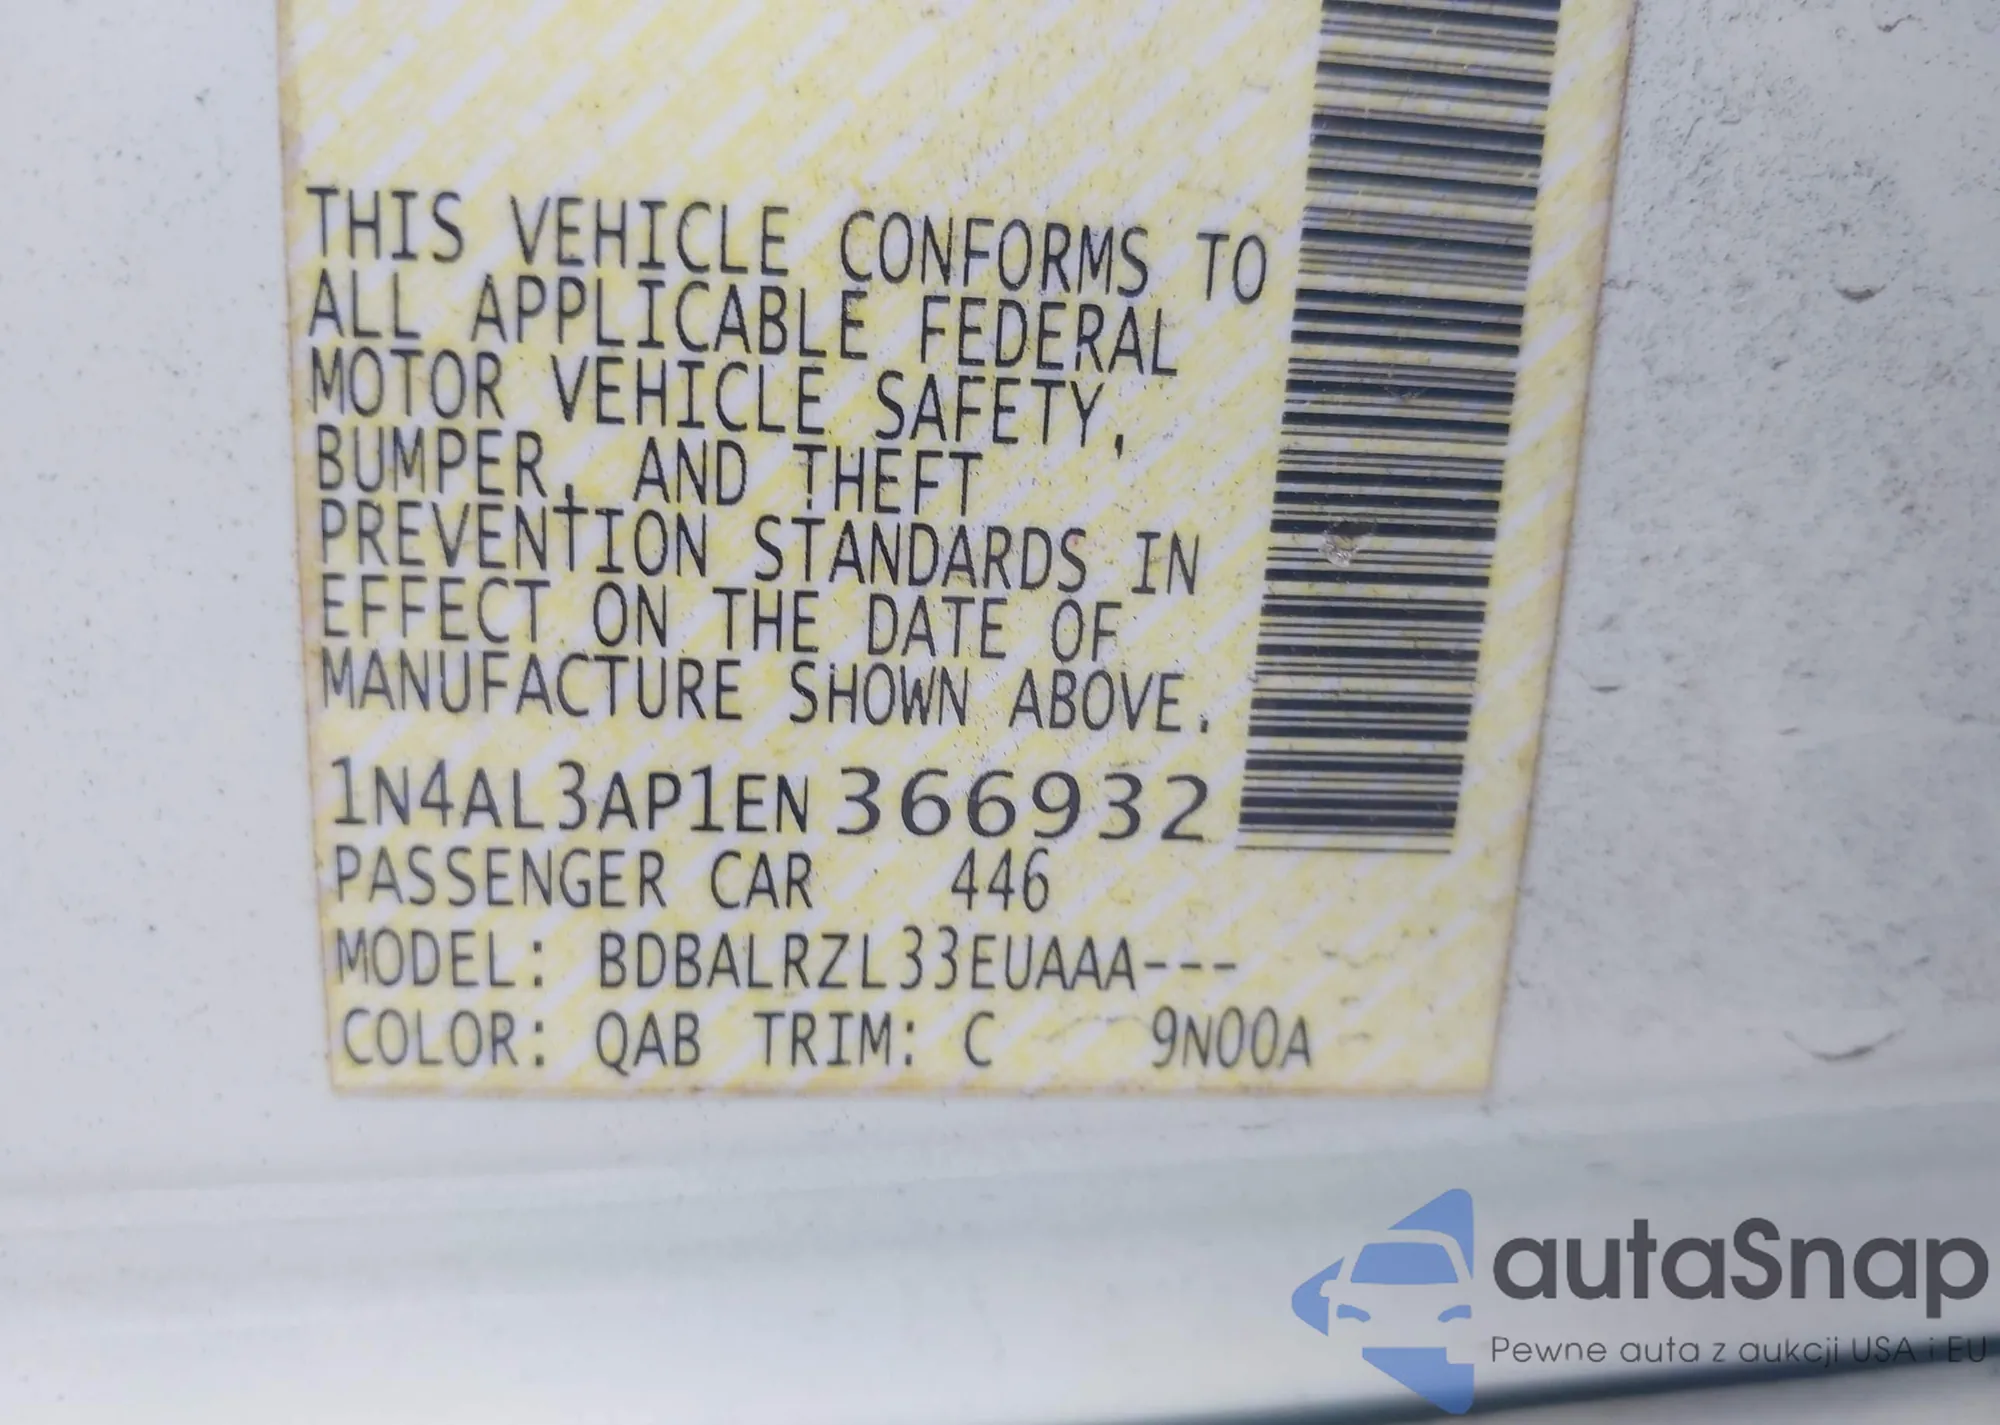 THIS VEHICLE CONFORMS TO
ALL APPLICABLE FEDERAL
MOTOR VEHICLE SAFETY,
BUMPER, AND THEFT
PREVENTION STANDARDS IN
EFFECT ON THE DATE OF
MANUFACTURE SHOWN ABOVE.
1N4AL3AP1EN366932
PASSENGER CAR 446
MODEL: BDBALRZL33EUAAA---
COLOR: QAB TRIM: C 9N00A
autaSnap
Pewne auta z aukcji USA i EU